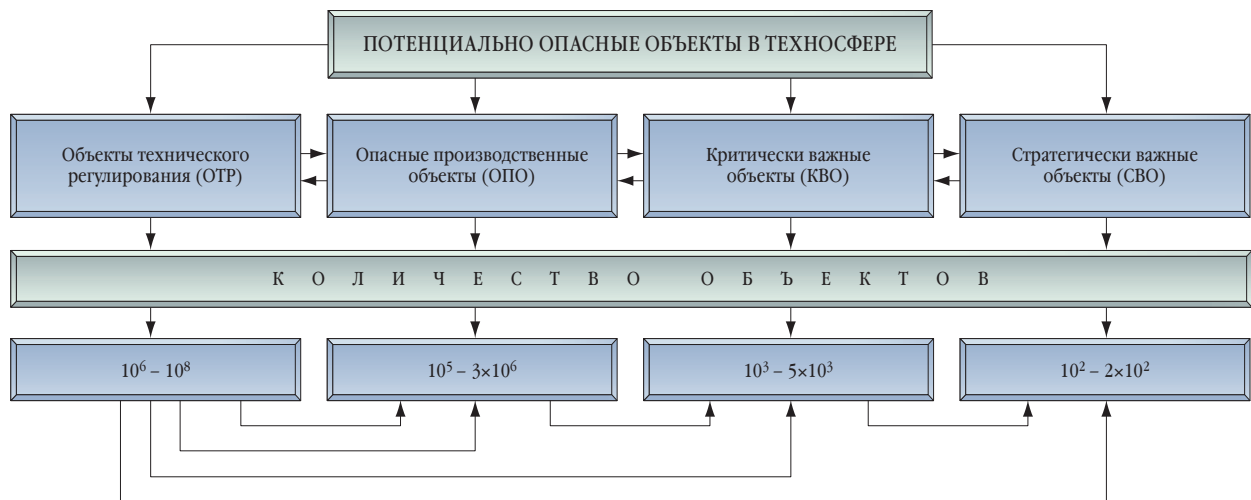 ПОТЕНЦИАЛЬНО ОПАСНЫЕ ОБЪЕКТЫ В ТЕХНОСФЕРЕ
Объекты технического
регулирования (ОТР)
Опасные производственные
объекты (ОПО)
Критически важные
объекты (КВО)
Стратегически важные
объекты (СВО)
К О Л И Ч Е С Т В О О Б Ъ Е К Т О В
10⁶ – 10⁸
10⁵ – 3×10⁶
10³ – 5×10³
10² – 2×10²